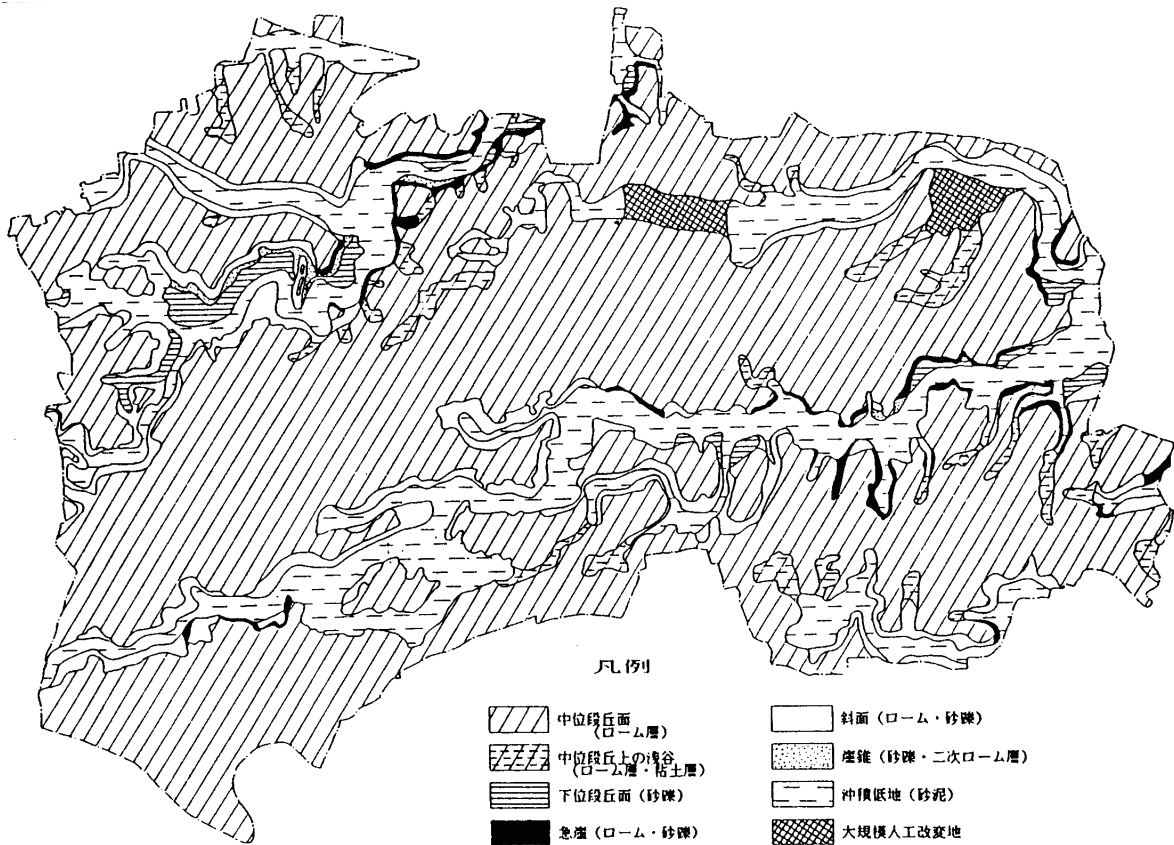 凡例
中位段丘面
(ローム層)
中位段丘上の浅谷
(ローム層・粘土層)
下位段丘面(砂礫)
急崖(ローム・砂礫)
斜面(ローム・砂礫)
崖錐(砂礫・二次ローム層)
沖積低地(砂泥)
大規模人工改変地